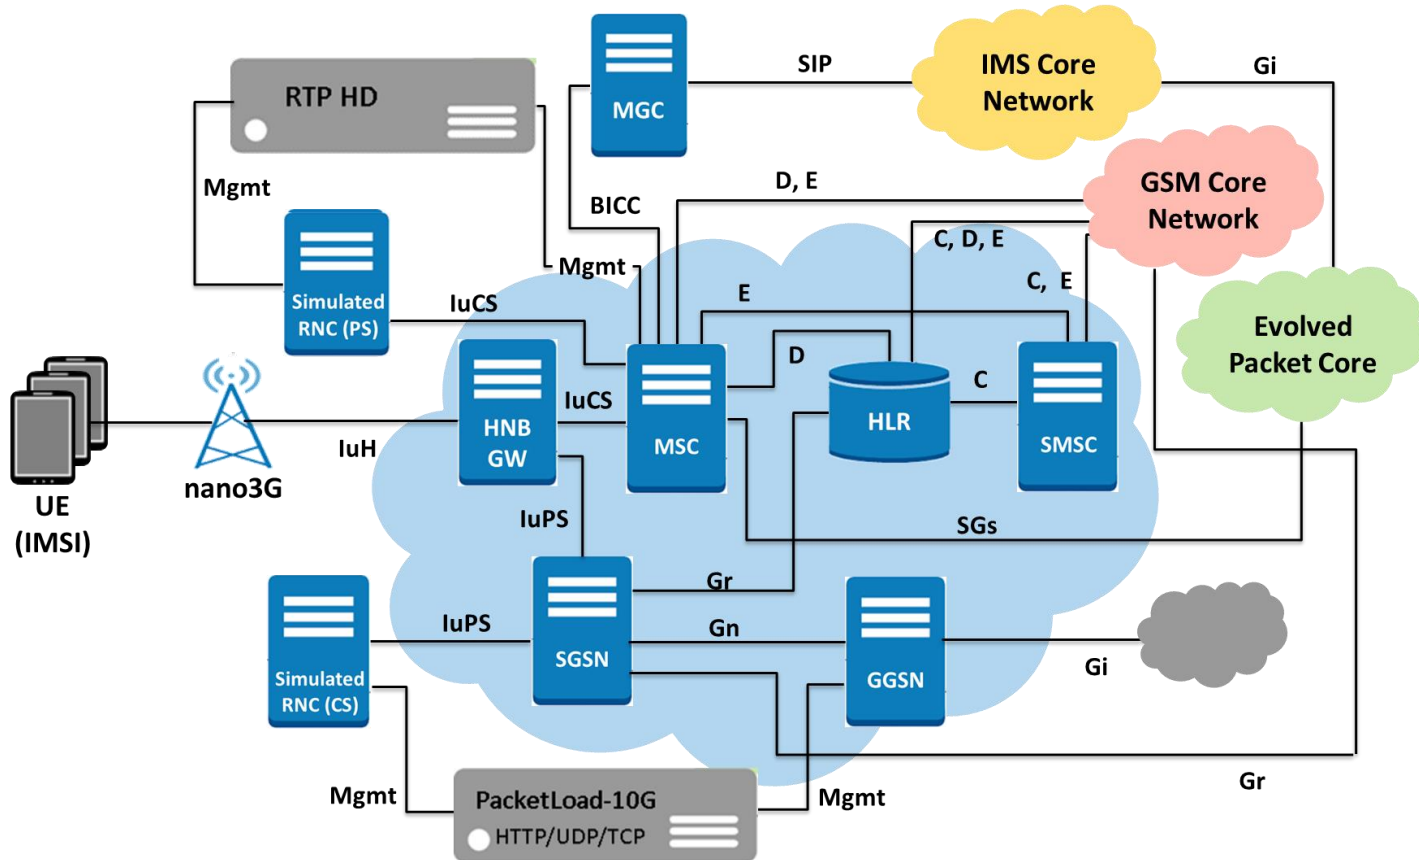 RTP HD
MGC
SIP
IMS Core
Network
Gi
GSM Core
Network
D, E
Mgmt
BICC
C, D, E
Mgmt
C, E
Simulated
RNC (PS)
IuCS
E
Evolved
Packet Core
D
C
IuCS
HNB
GW
MSC
HLR
SMSC
IuH
nano3G
UE
(IMSI)
IuPS
SGs
Gr
IuPS
Gn
SGSN
GGSN
Gi
Simulated
RNC (CS)
Gr
Mgmt
PacketLoad-10G
HTTP/UDP/TCP
Mgmt